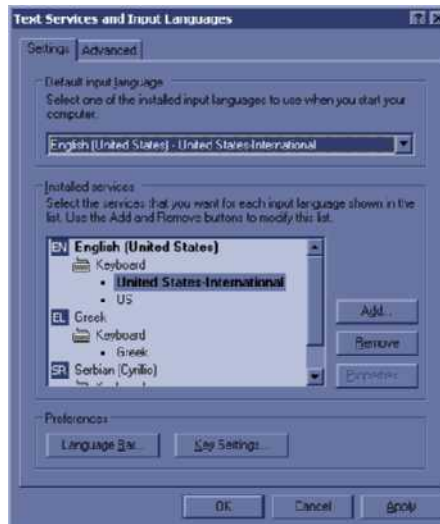 Text Services and Input Languages
Settings Advanced
Default input language
Select one of the installed input languages to use when you start your
computer.
English (United States) - United States-International
Installed services
Select the services that you want for each input language shown in the
list. Use the Add and Remove buttons to modify this list.
EN English (United States)
Keyboard
• United States-International
• US
EL Greek
Keyboard
• Greek
SR Serbian (Cyrillic)
Keyboard
Add...
Remove
Properties...
Preferences
Language Bar... Key Settings...
OK Cancel Apply